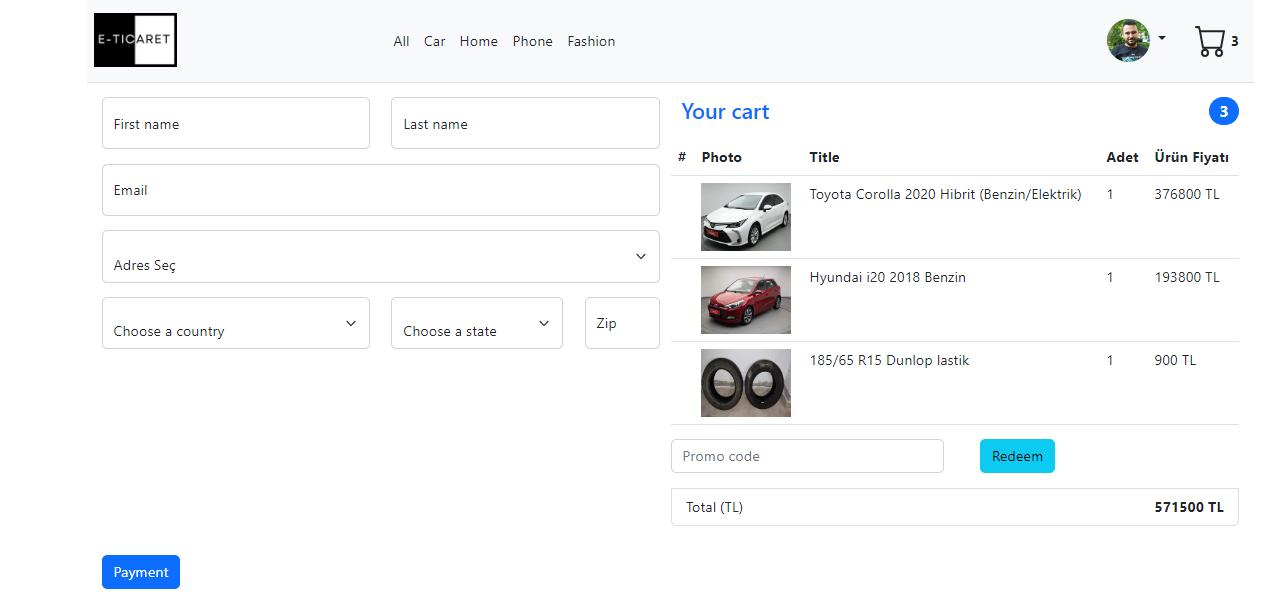 E-TICARET
All Car Home Phone Fashion
3
First name
Last name
Email
Adres Seç
Choose a country
Choose a state
Zip
Payment
Your cart
3
# Photo Title Adet Ürün Fiyatı
Toyota Corolla 2020 Hibrit (Benzin/Elektrik) 1 376800 TL
Hyundai i20 2018 Benzin 1 193800 TL
185/65 R15 Dunlop lastik 1 900 TL
Promo code
Redeem
Total (TL) 571500 TL